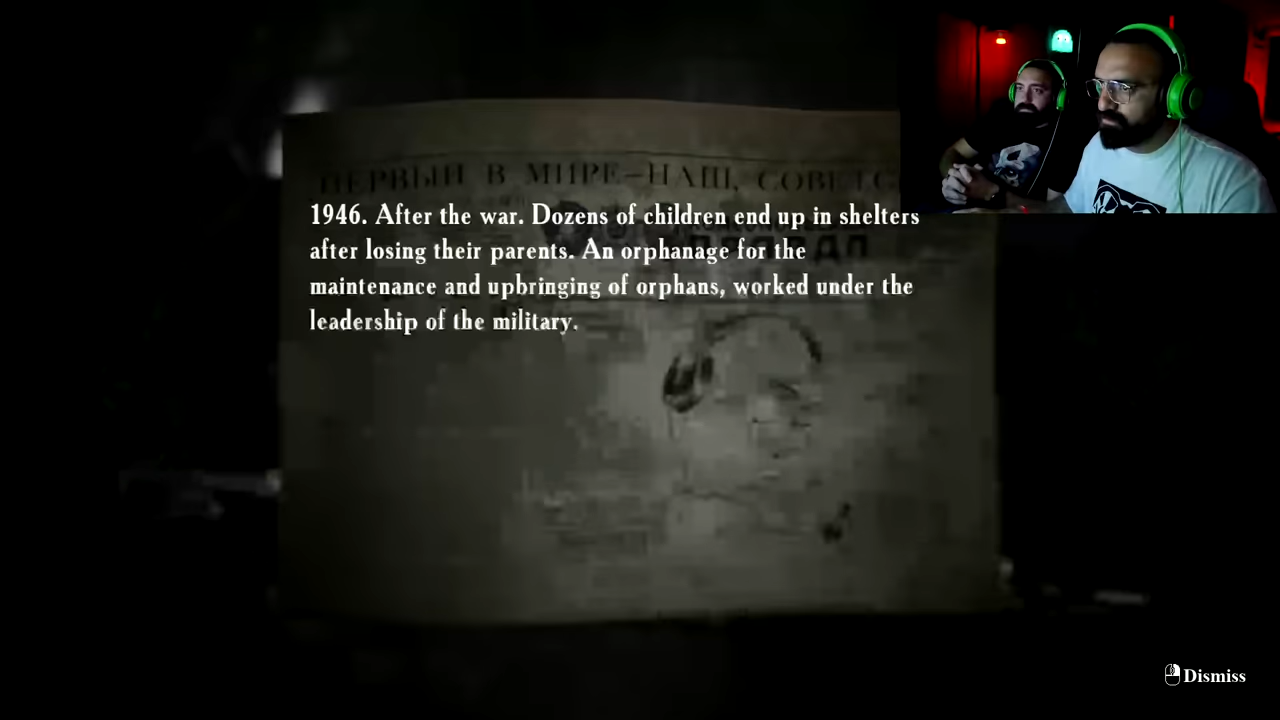 ПЕРВЫЙ В МИРЕ-НАШ, СОВЕТС
1946. After the war. Dozens of children end up in shelters
after losing their parents. An orphanage for the
maintenance and upbringing of orphans, worked under the
leadership of the military.
Dismiss